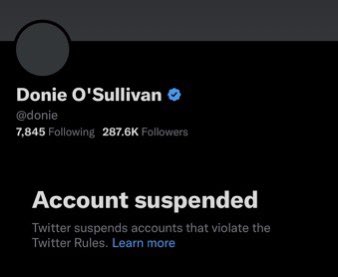 Donie O'Sullivan
@donie
7,845 Following 287.6K Followers
Account suspended
Twitter suspends accounts that violate the
Twitter Rules. Learn more